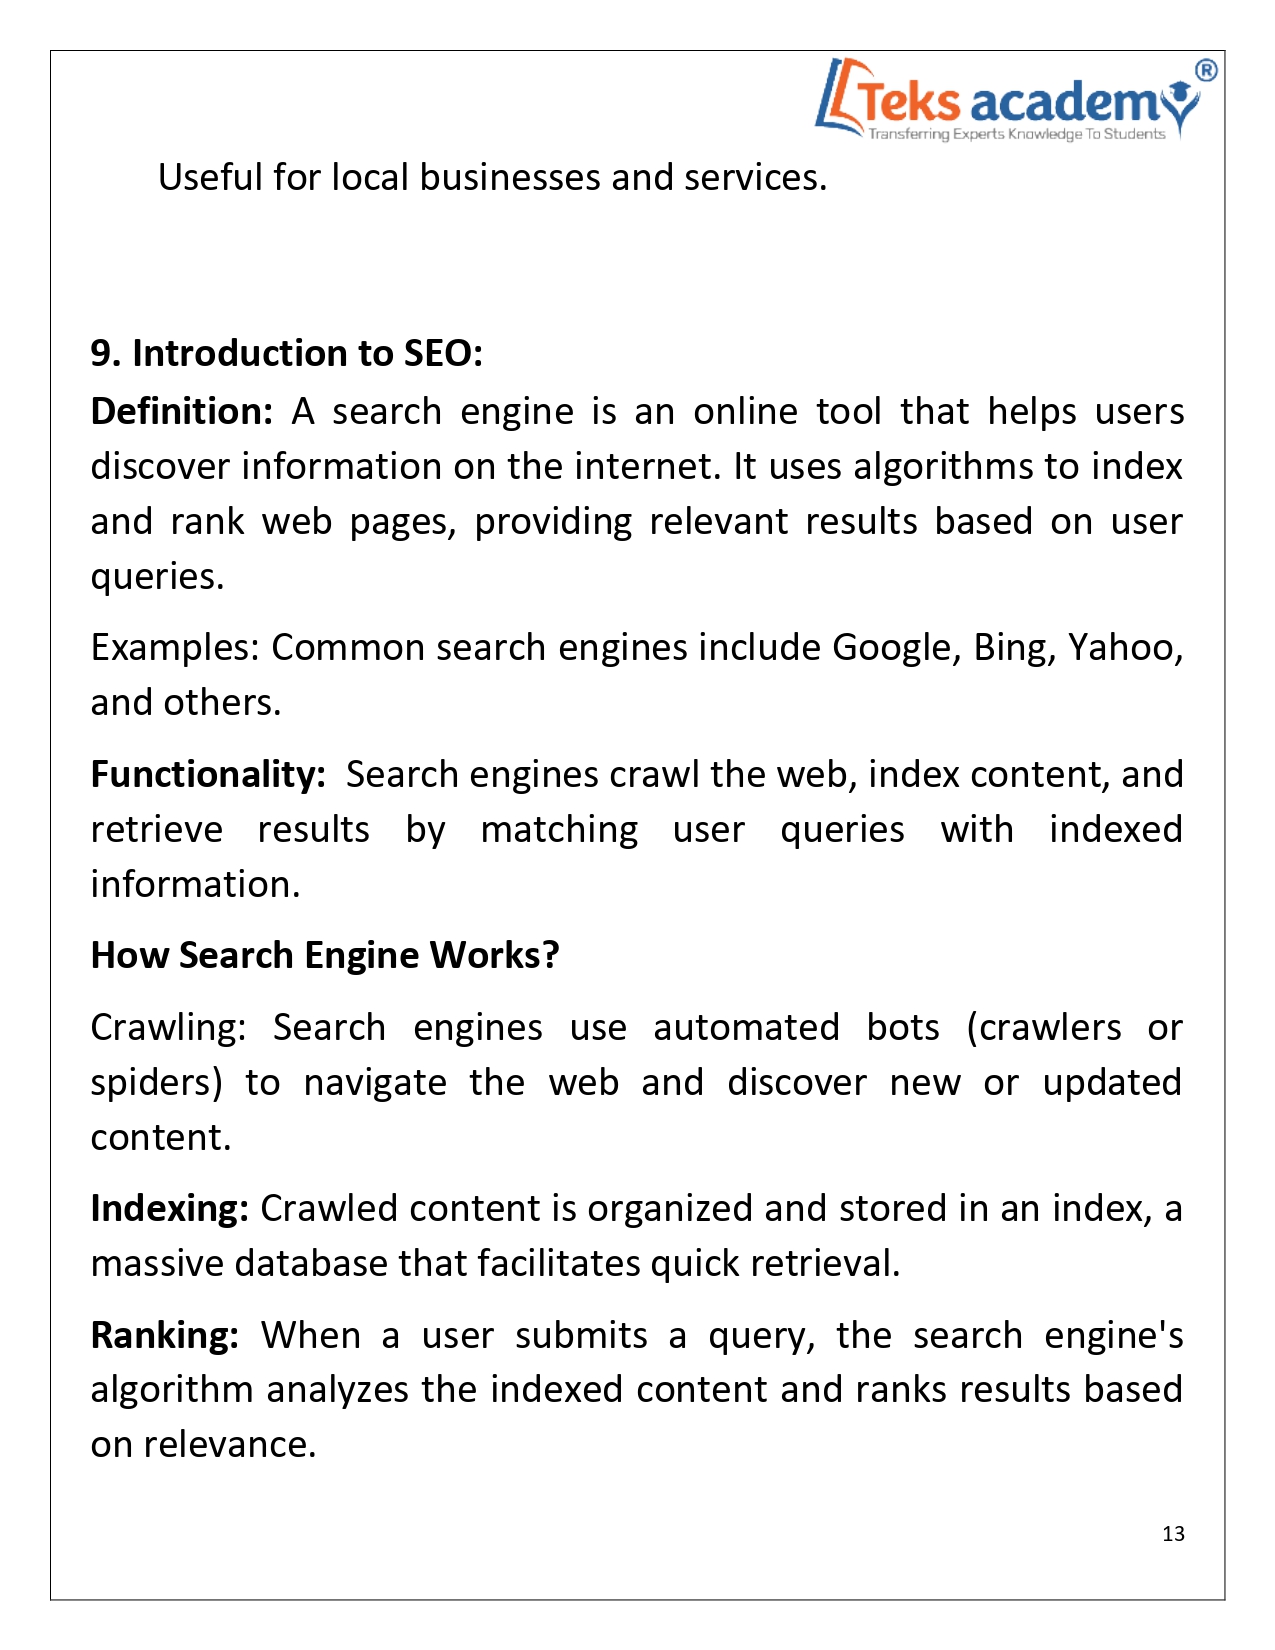 Teks academy®
Transferring Experts Knowledge To Students
Useful for local businesses and services.
9. Introduction to SEO:
Definition: A search engine is an online tool that helps users
discover information on the internet. It uses algorithms to index
and rank web pages, providing relevant results based on user
queries.
Examples: Common search engines include Google, Bing, Yahoo,
and others.
Functionality: Search engines crawl the web, index content, and
retrieve results by matching user queries with indexed
information.
How Search Engine Works?
Crawling: Search engines use automated bots (crawlers or
spiders) to navigate the web and discover new or updated
content.
Indexing: Crawled content is organized and stored in an index, a
massive database that facilitates quick retrieval.
Ranking: When a user submits a query, the search engine's
algorithm analyzes the indexed content and ranks results based
on relevance.
13